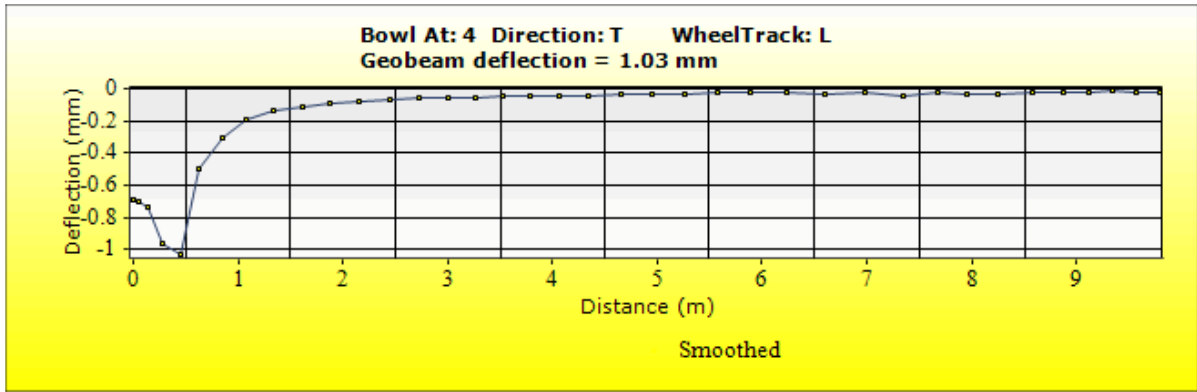 Bowl At: 4 Direction: T WheelTrack: L
Geobeam deflection = 1.03 mm
Deflection (mm)
0
-0.2
-0.4
-0.6
-0.8
-1
0 1 2 3 4 5 6 7 8 9
Distance (m)
Smoothed